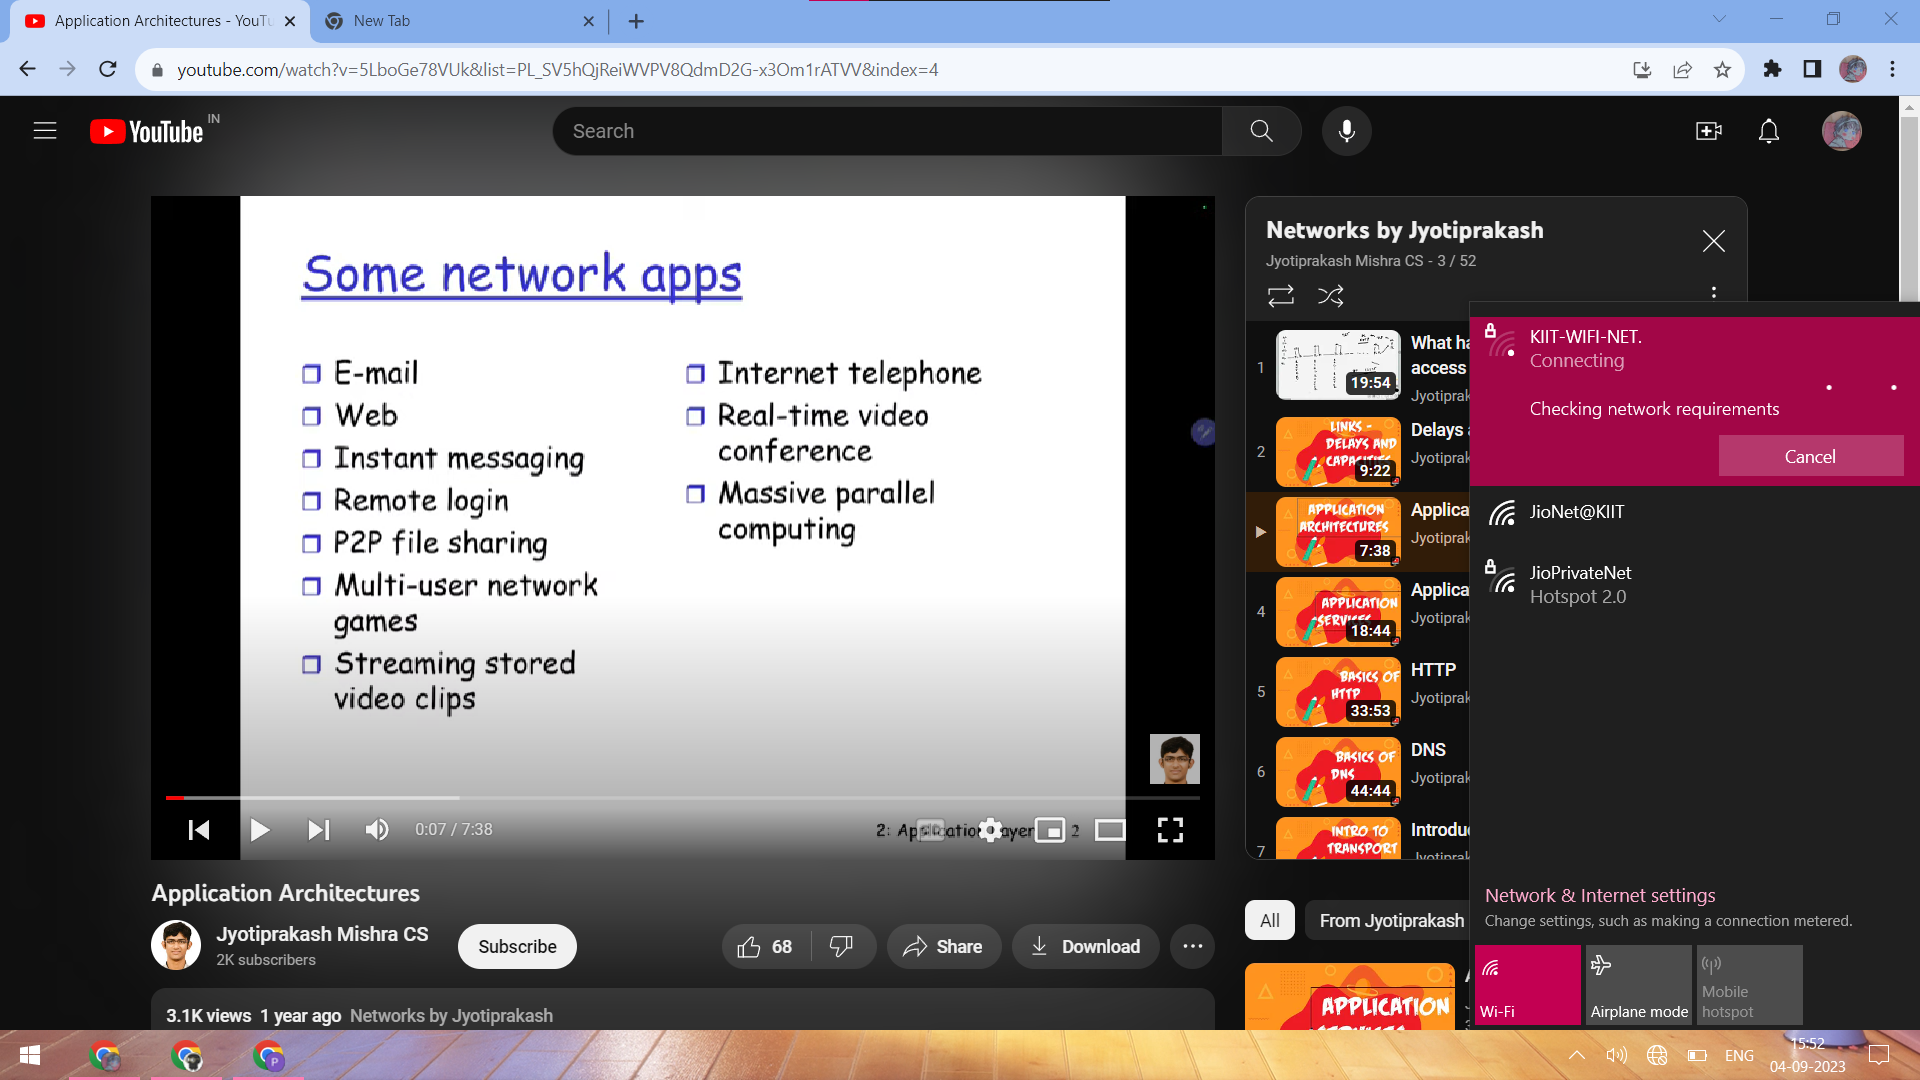 Application Architectures - YouTu
New Tab
youtube.com/watch?v=5LboGe78VUk&list=PL_SV5hQjReiWVPV8QdmD2G-x3Om1rATVV&index=4
YouTube IN
Search
Some network apps
E-mail
Web
Instant messaging
Remote login
P2P file sharing
Multi-user network
games
Streaming stored
video clips
Internet telephone
Real-time video
conference
Massive parallel
computing
0:07 / 7:38
2: Application Layer 2
Application Architectures
Jyotiprakash Mishra CS
2K subscribers
Subscribe
68
Share
Download
3.1K views 1 year ago Networks by Jyotiprakash
Networks by Jyotiprakash
Jyotiprakash Mishra CS - 3 / 52
1
19:54
What ha
access
Jyotiprak
2
LINKS -
DELAYS AND
CAPACITIES
9:22
Delays a
Jyotiprak
APPLICATION
ARCHITECTURES
7:38
Applica
Jyotiprak
4
APPLICATION
SERVICES
18:44
Applica
Jyotiprak
5
BASICS OF
HTTP
33:53
HTTP
Jyotiprak
6
BASICS OF
DNS
44:44
DNS
Jyotiprak
7
INTRO TO
TRANSPORT
Introdu
Jyotiprak
All
From Jyotiprakash
APPLICATION
SERVICES
KIIT-WIFI-NET.
Connecting
Checking network requirements
Cancel
JioNet@KIIT
JioPrivateNet
Hotspot 2.0
Network & Internet settings
Change settings, such as making a connection metered.
Wi-Fi
Airplane mode
Mobile
hotspot
P
ENG
15:52
04-09-2023